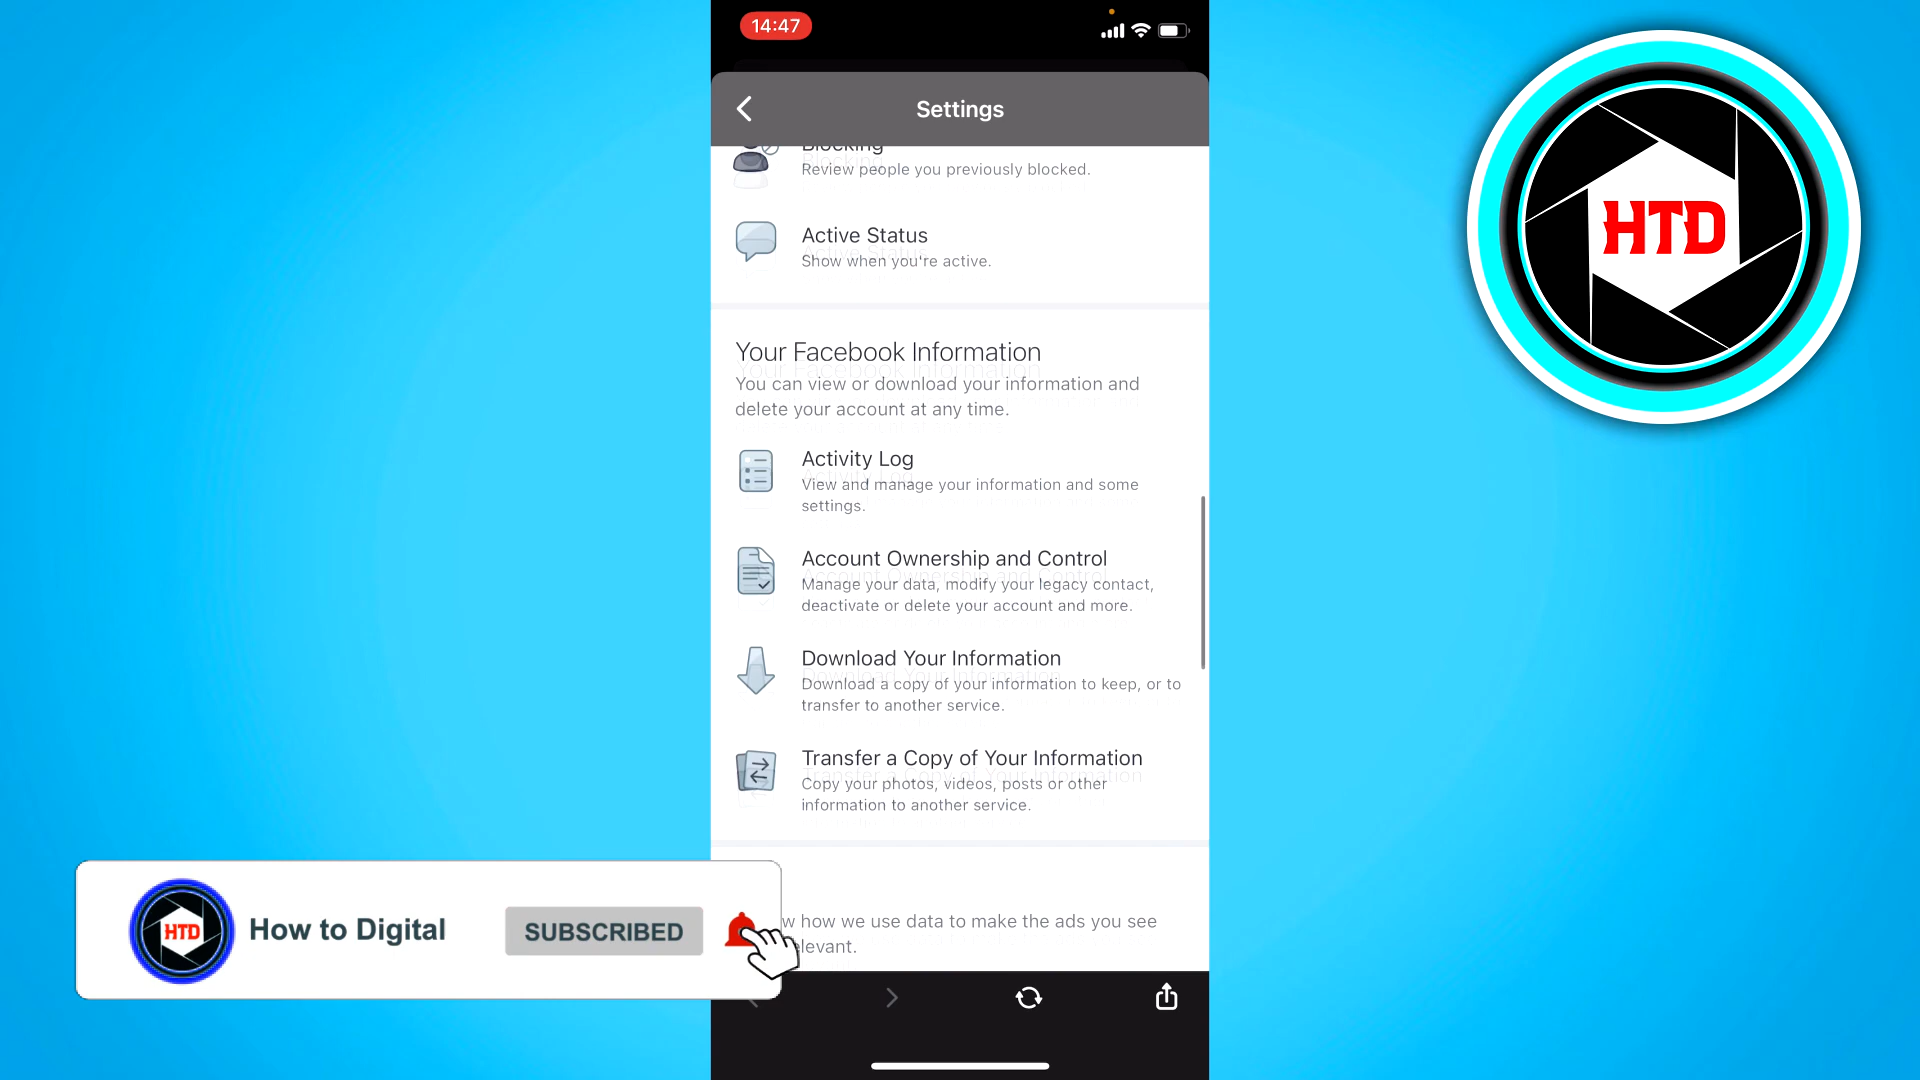 14:47
Settings
HTD
Blocking
Review people you previously blocked.
Active Status
Show when you're active.
Your Facebook Information
You can view or download your information and
delete your account at any time.
Activity Log
View and manage your information and some
settings.
Account Ownership and Control
Manage your data, modify your legacy contact,
deactivate or delete your account and more.
Download Your Information
Download a copy of your information to keep, or to
transfer to another service.
Transfer a Copy of Your Information
Copy your photos, videos, posts or other
information to another service.
HTD
How to Digital
SUBSCRIBED
how we use data to make the ads you see